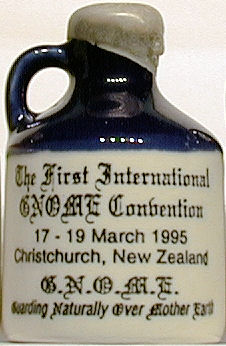 The First International
GNOME Convention
17 - 19 March 1995
Christchurch, New Zealand
G.N.O.M.E.
Guarding Naturally Over Mother Earth